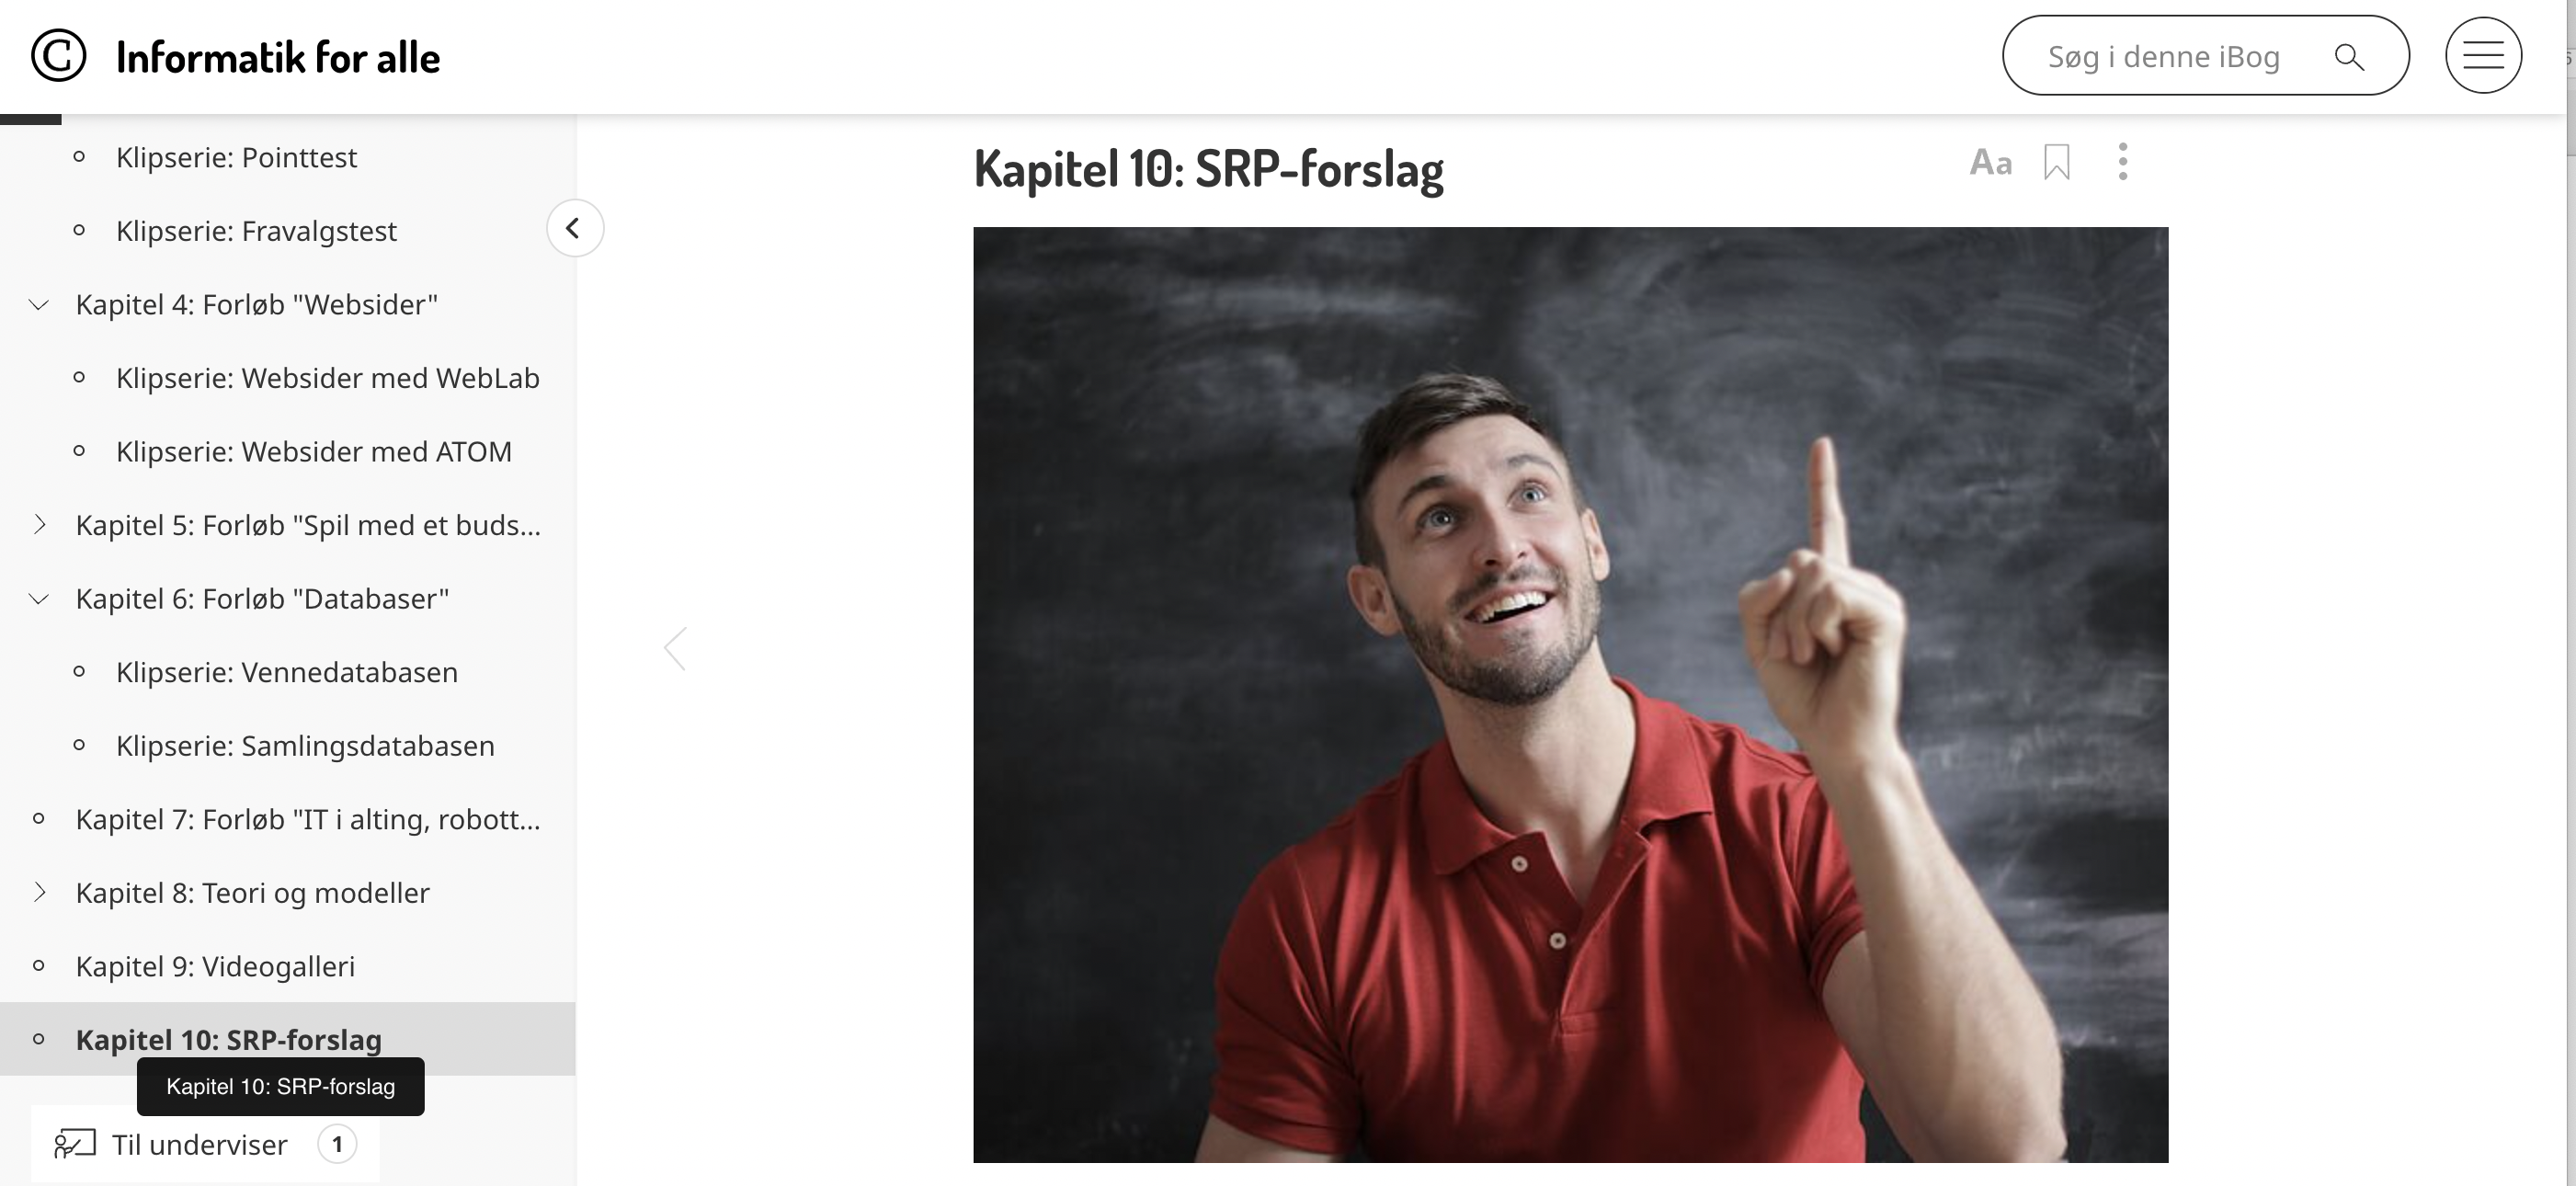 Informatik for alle
Søg i denne iBog
Klipserie: Pointtest
Klipserie: Fravalgstest
Kapitel 4: Forløb "Websider"
Klipserie: Websider med WebLab
Klipserie: Websider med ATOM
Kapitel 5: Forløb "Spil med et buds...
Kapitel 6: Forløb "Databaser"
Klipserie: Vennedatabasen
Klipserie: Samlingsdatabasen
Kapitel 7: Forløb "IT i alting, robott...
Kapitel 8: Teori og modeller
Kapitel 9: Videogalleri
Kapitel 10: SRP-forslag
Kapitel 10: SRP-forslag
Til underviser 1
Kapitel 10: SRP-forslag
Aa